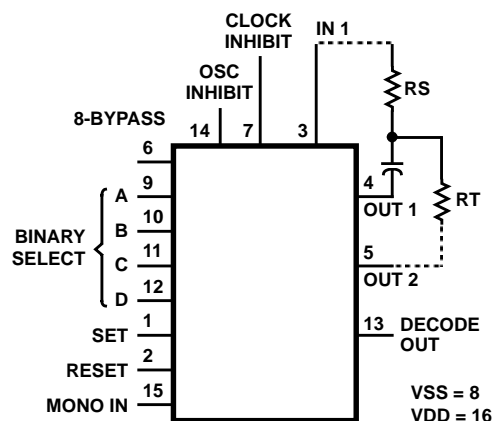 CLOCK
INHIBIT
IN 1
OSC
INHIBIT
RS
8-BYPASS
14
7
3
6
9
A
4
OUT 1
RT
10
B
BINARY
SELECT
11
C
5
OUT 2
12
D
1
SET
13
DECODE
OUT
2
RESET
15
MONO IN
VSS = 8
VDD = 16